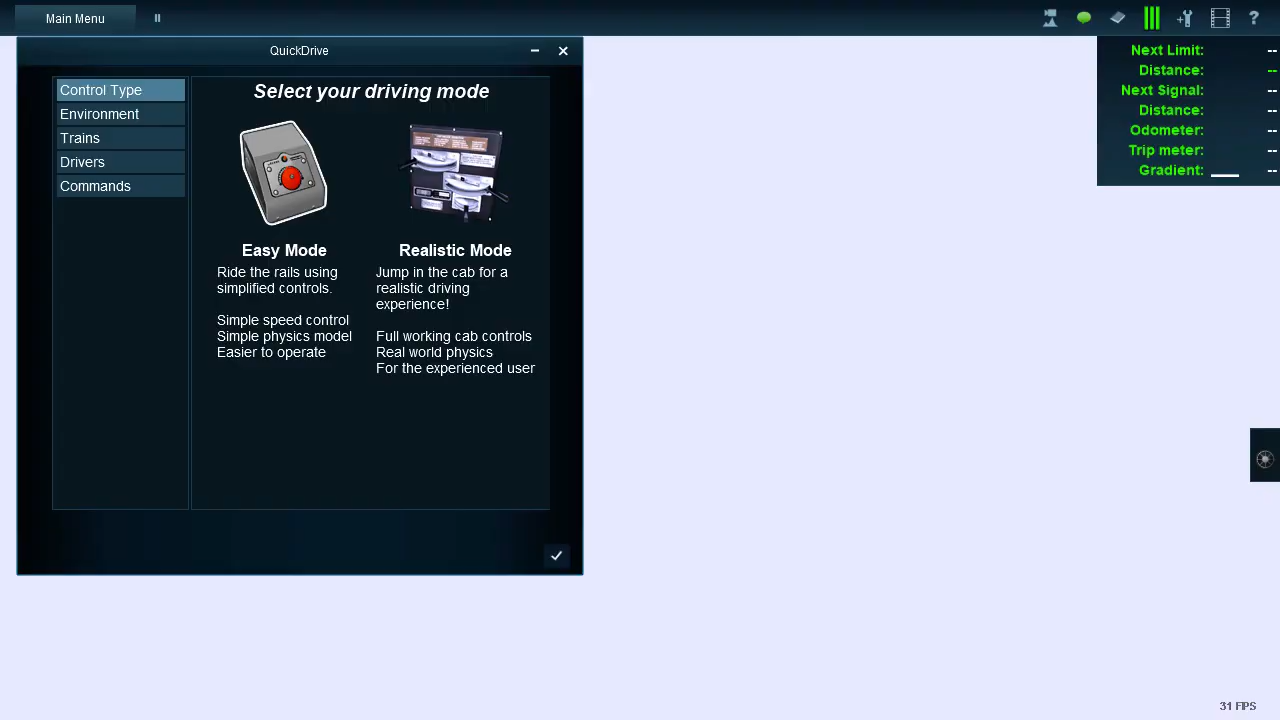 Main Menu
?
QuickDrive
Next Limit: --
Distance: --
Next Signal: --
Distance: --
Odometer: --
Trip meter: --
Gradient: --
Control Type
Environment
Trains
Drivers
Commands
Select your driving mode
Easy Mode
Ride the rails using
simplified controls.
Simple speed control
Simple physics model
Easier to operate
Realistic Mode
Jump in the cab for a
realistic driving
experience!
Full working cab controls
Real world physics
For the experienced user
31 FPS